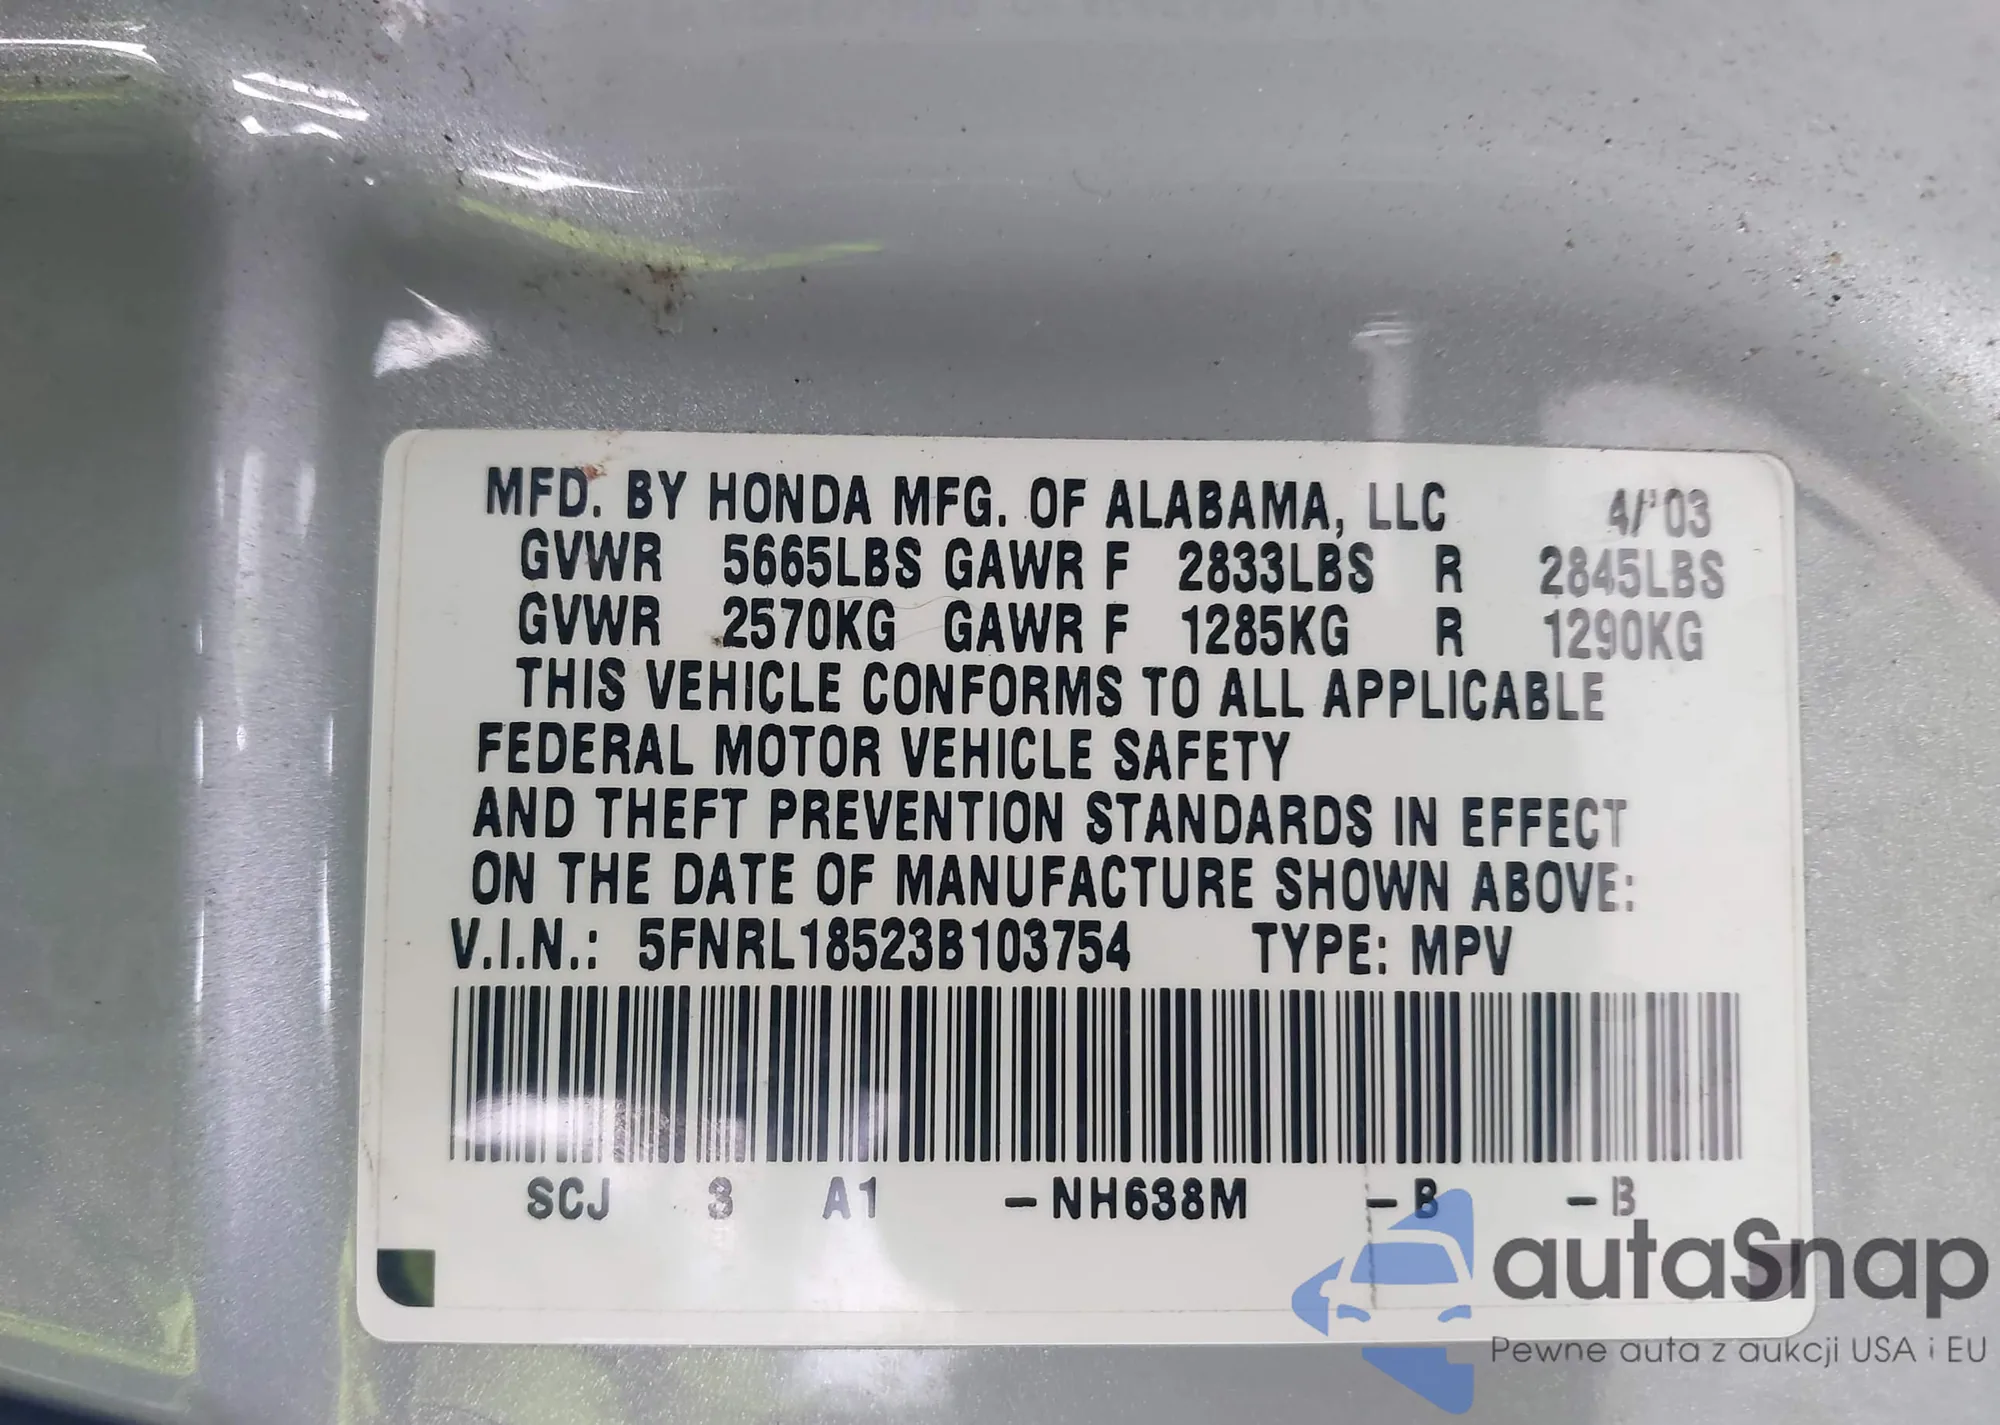 MFD. BY HONDA MFG. OF ALABAMA, LLC 4/'03
GVWR 5665LBS GAWR F 2833LBS R 2845LBS
GVWR 2570KG GAWR F 1285KG R 1290KG
THIS VEHICLE CONFORMS TO ALL APPLICABLE
FEDERAL MOTOR VEHICLE SAFETY
AND THEFT PREVENTION STANDARDS IN EFFECT
ON THE DATE OF MANUFACTURE SHOWN ABOVE:
V.I.N.: 5FNRL18523B103754 TYPE: MPV
SCJ 3 A1 -NH638M -B -B
autaSnap
Pewne auta z aukcji USA i EU